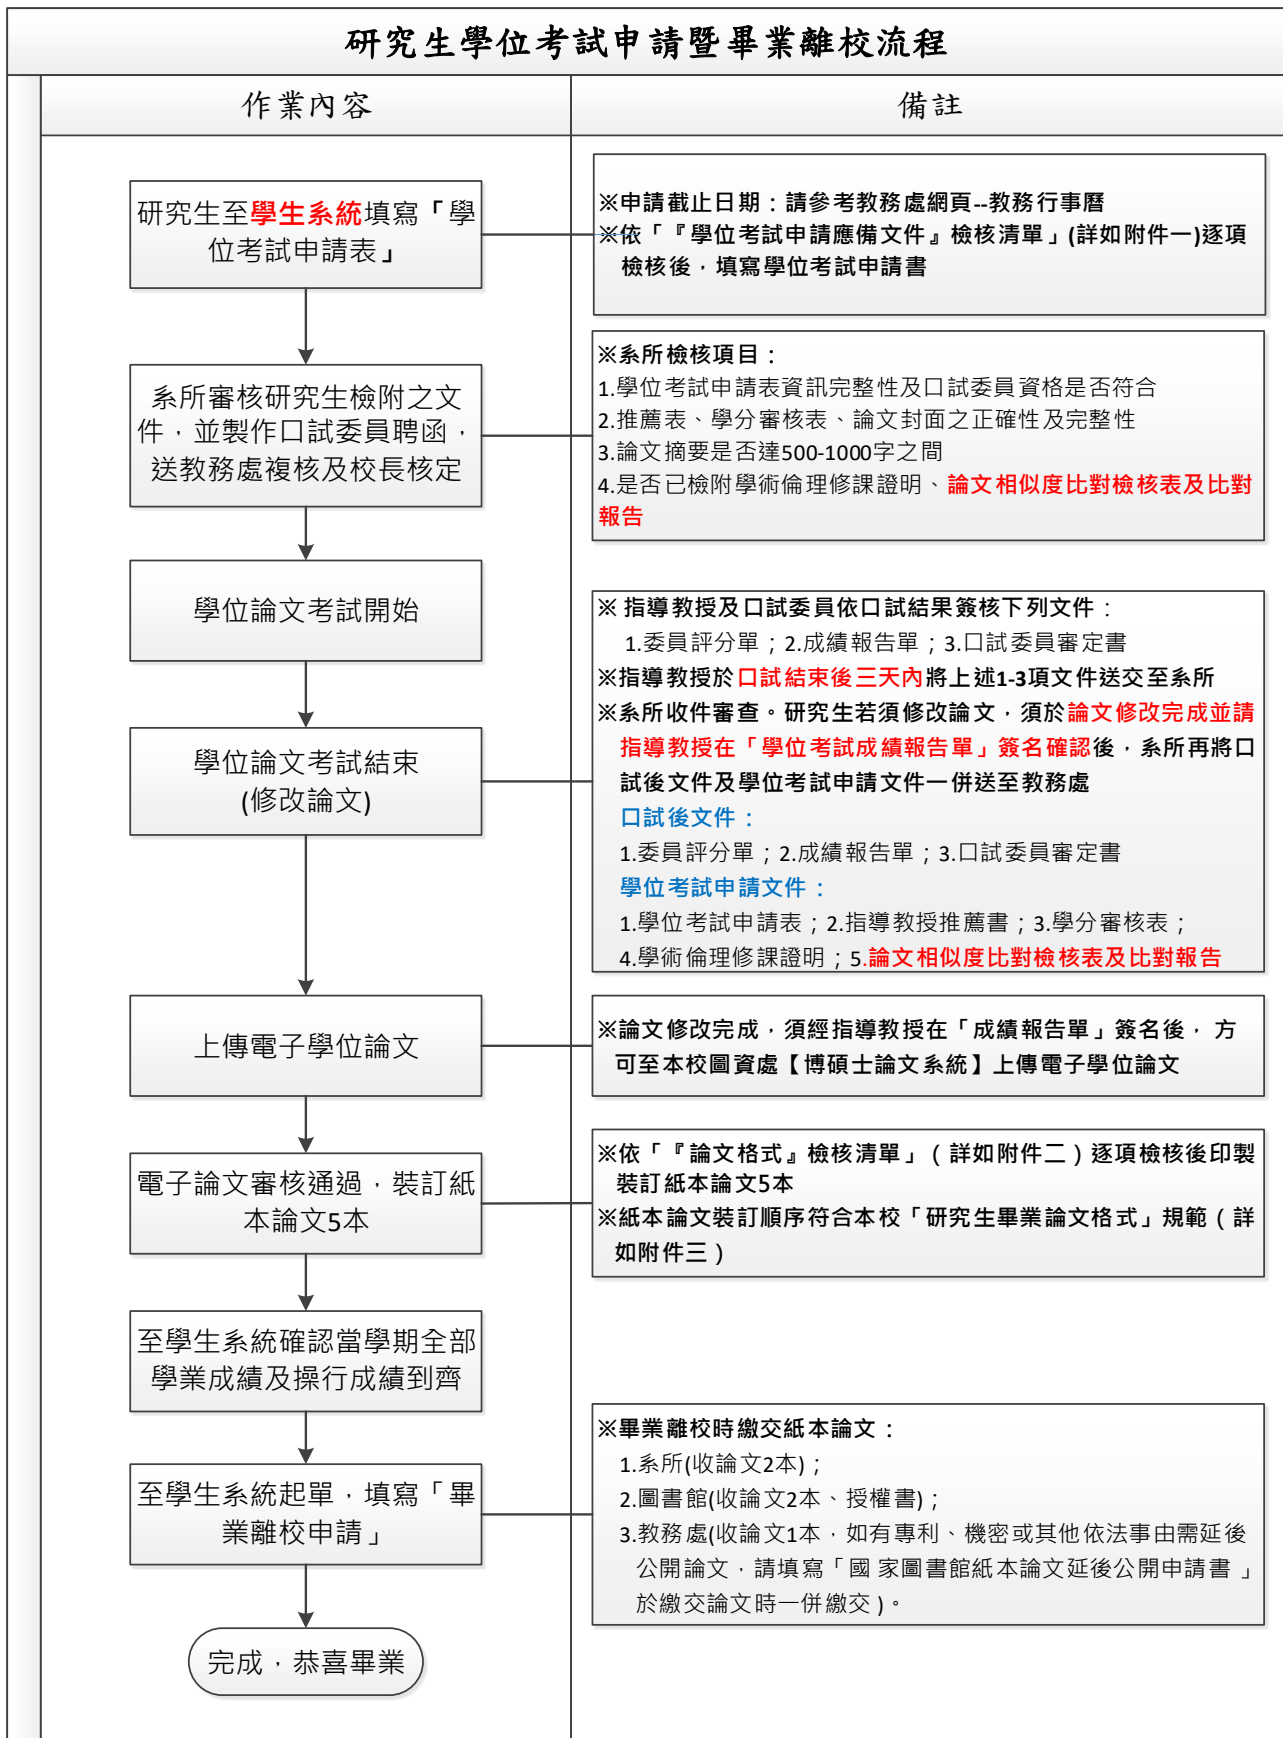 研究生學位考試申請暨畢業離校流程
作業內容
備註
研究生至學生系統填寫「學
位考試申請表」
※申請截止日期：請參考教務處網頁--教務行事曆
※依「『學位考試申請應備文件』檢核清單」(詳如附件一)逐項
檢核後，填寫學位考試申請書
系所審核研究生檢附之文
件，並製作口試委員聘函，
送教務處複核及校長核定
※系所檢核項目：
1.學位考試申請表資訊完整性及口試委員資格是否符合
2.推薦表、學分審核表、論文封面之正確性及完整性
3.論文摘要是否達500-1000字之間
4.是否已檢附學術倫理修課證明、論文相似度比對檢核表及比對
報告
學位論文考試開始
學位論文考試結束
(修改論文)
※ 指導教授及口試委員依口試結果簽核下列文件：
1.委員評分單；2.成績報告單；3.口試委員審定書
※指導教授於口試結束後三天內將上述1-3項文件送交至系所
※系所收件審查。研究生若須修改論文，須於論文修改完成並請
指導教授在「學位考試成績報告單」簽名確認後，系所再將口
試後文件及學位考試申請文件一併送至教務處
口試後文件：
1.委員評分單；2.成績報告單；3.口試委員審定書
學位考試申請文件：
1.學位考試申請表；2.指導教授推薦書；3.學分審核表；
4.學術倫理修課證明；5.論文相似度比對檢核表及比對報告
上傳電子學位論文
※論文修改完成，須經指導教授在「成績報告單」簽名後， 方
可至本校圖資處【博碩士論文系統】上傳電子學位論文
電子論文審核通過，裝訂紙
本論文5本
※依「『論文格式』檢核清單」（詳如附件二）逐項檢核後印製
裝訂紙本論文5本
※紙本論文裝訂順序符合本校「研究生畢業論文格式」規範（詳
如附件三）
至學生系統確認當學期全部
學業成績及操行成績到齊
至學生系統起單，填寫「畢
業離校申請」
※畢業離校時繳交紙本論文：
1.系所(收論文2本)；
2.圖書館(收論文2本、授權書)；
3.教務處(收論文1本，如有專利、機密或其他依法事由需延後
公開論文，請填寫「國 家圖書館紙本論文延後公開申請書 」
於繳交論文時一併繳交 )。
完成，恭喜畢業